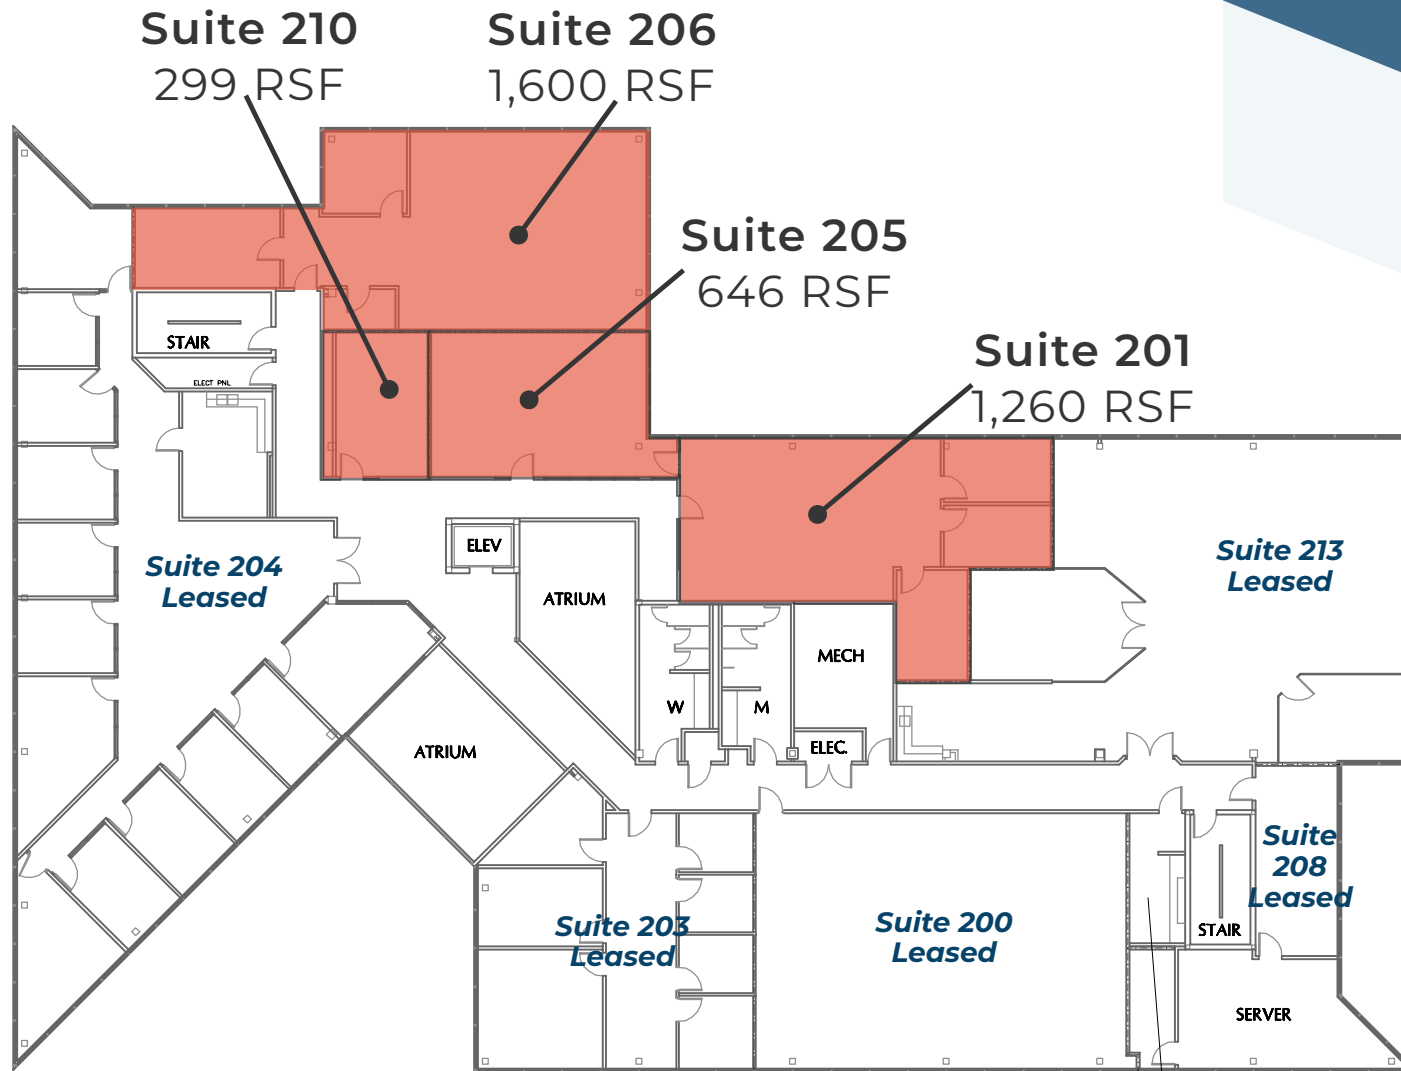 Suite 210
299 RSF
Suite 206
1,600 RSF
Suite 205
646 RSF
Suite 201
1,260 RSF
STAIR
ELECT PNL
ELEV
ATRIUM
Suite 204
Leased
Suite 213
Leased
MECH
W
M
ELEC.
ATRIUM
Suite 203
Leased
Suite 200
Leased
Suite
208
Leased
STAIR
SERVER